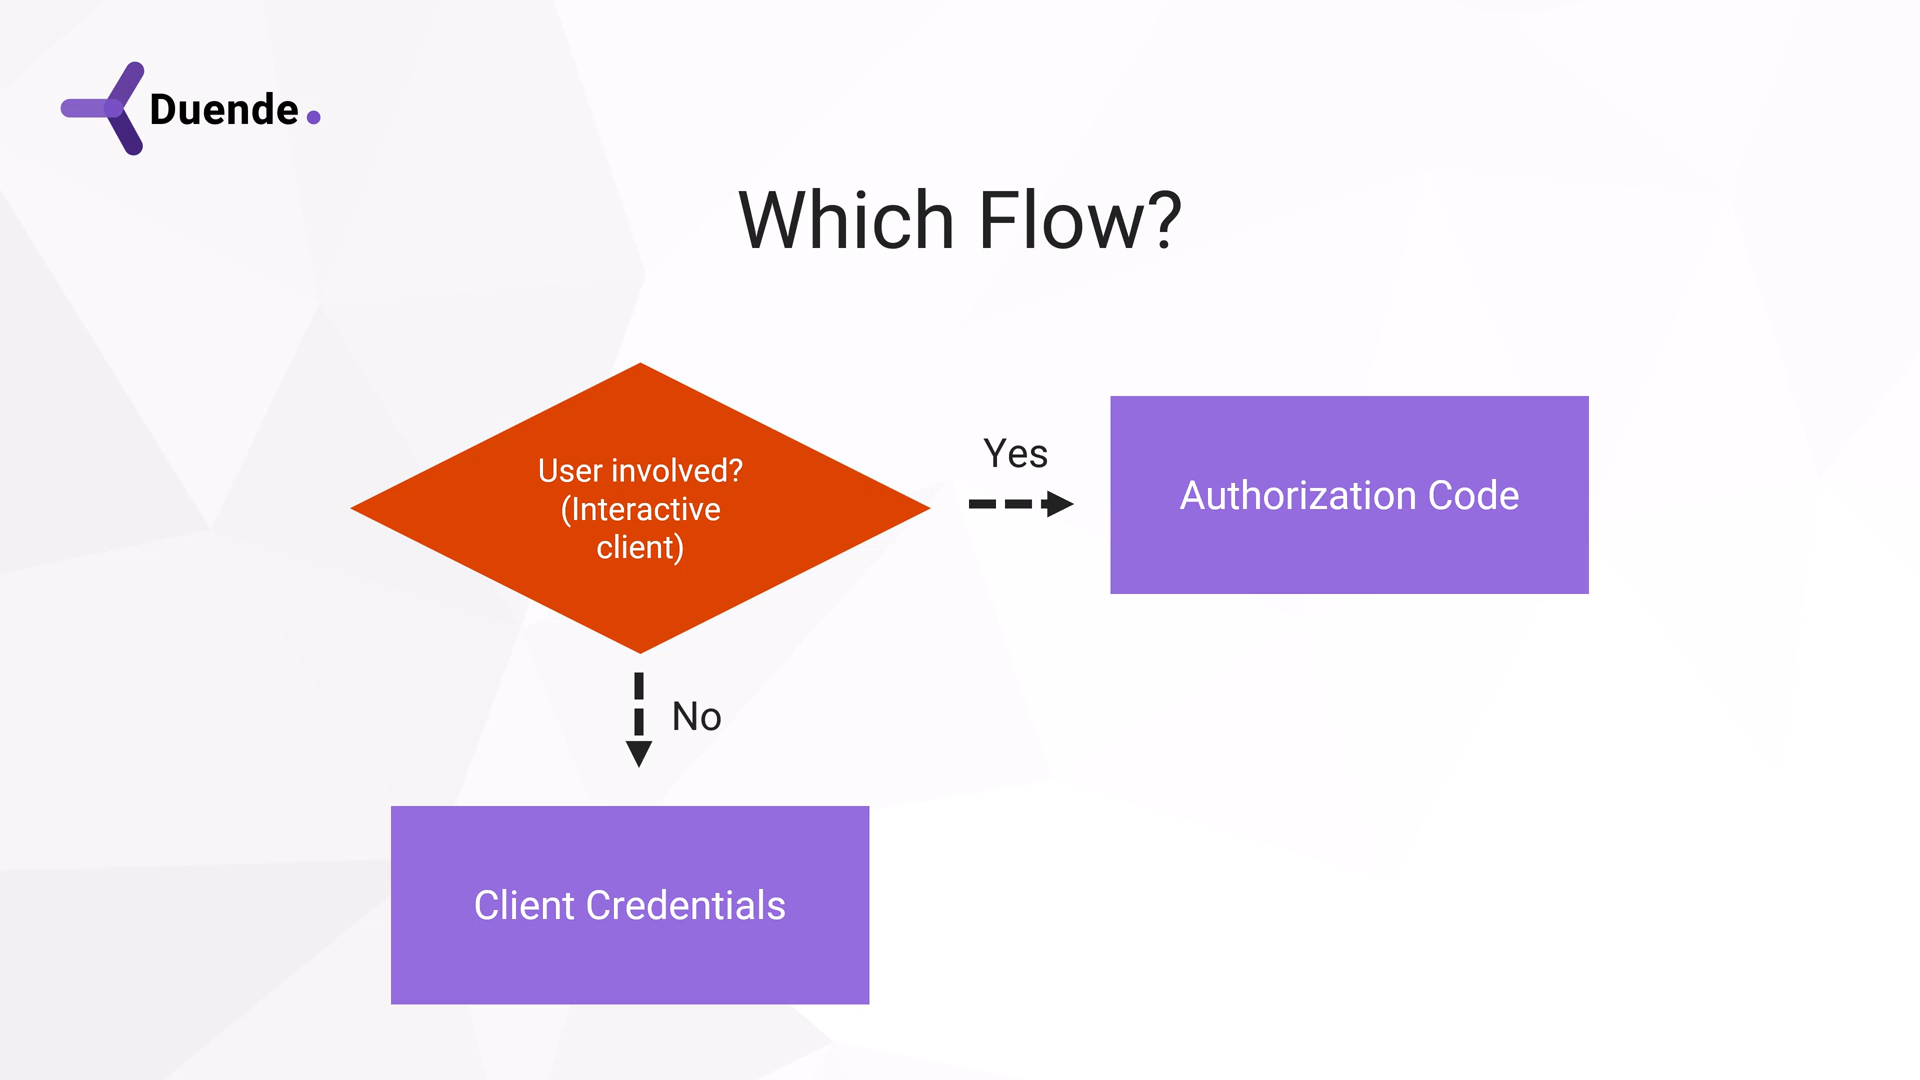 Duende
Which Flow?
User involved?
(Interactive
client)
Yes
Authorization Code
No
Client Credentials